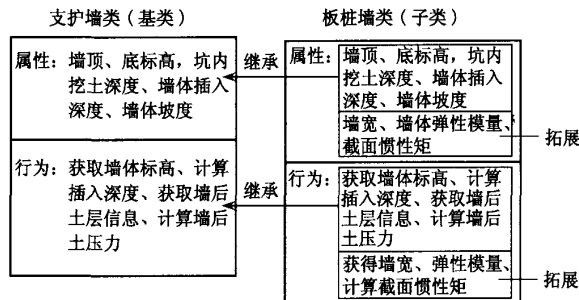 支护墙类（基类）
板桩墙类（子类）
属性：墙顶、底标高，坑内
挖土深度、墙体插入
深度、墙体坡度
继承
属性：墙顶、底标高，坑内
挖土深度、墙体插入
深度、墙体坡度
墙宽、墙体弹性模量、
截面惯性矩
拓展
行为：获取墙体标高、计算
插入深度、获取墙后
土层信息、计算墙后
土压力
继承
行为：获取墙体标高、计算
插入深度、获取墙后
土层信息、计算墙后
土压力
获得墙宽、弹性模量、
计算截面惯性矩
拓展